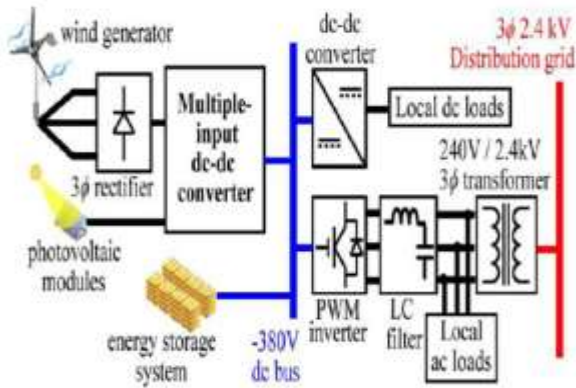 wind generator
3ϕ rectifier
photovoltaic
modules
Multiple-
input
dc-dc
converter
energy storage
system
-380V
dc bus
dc-dc
converter
Local dc loads
PWM
inverter
LC
filter
240V / 2.4kV
3ϕ transformer
Local
ac loads
3ϕ 2.4 kV
Distribution grid